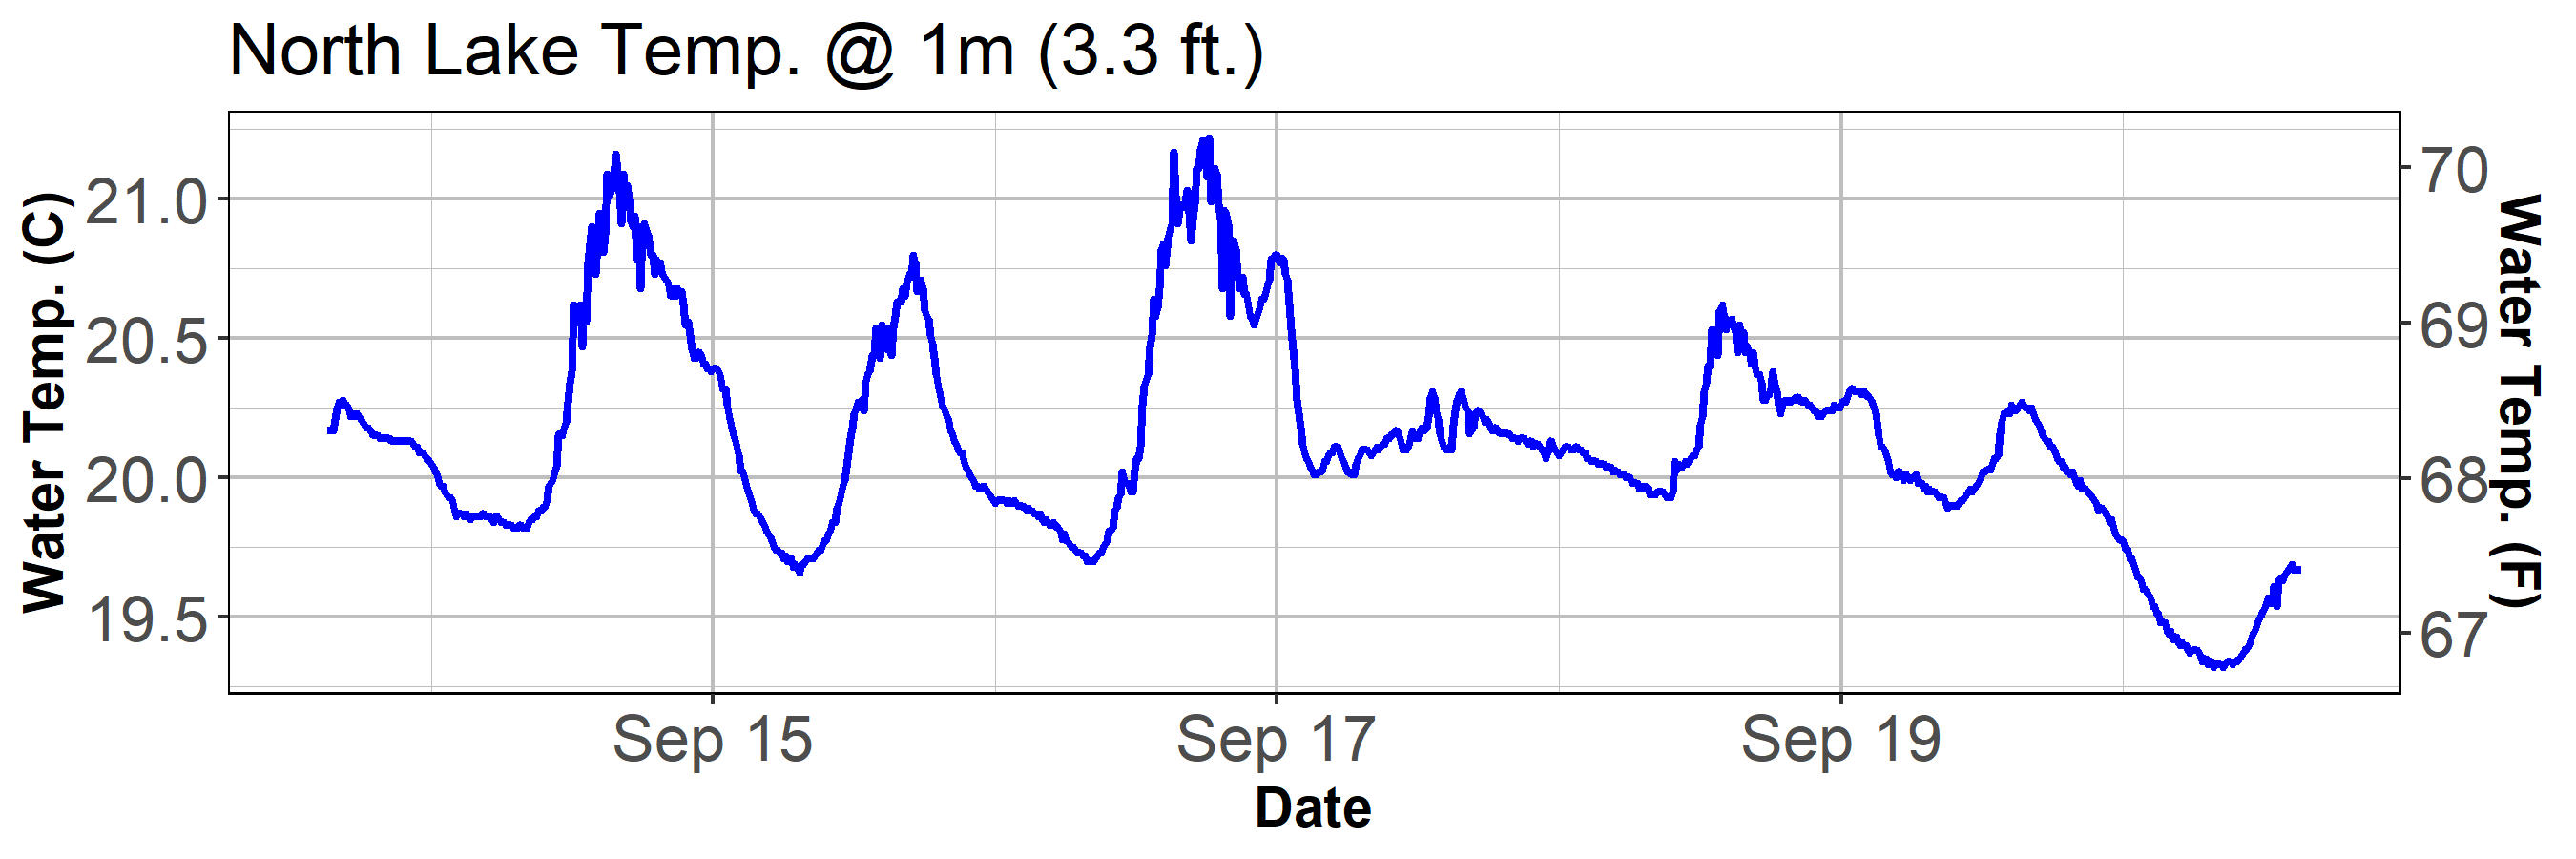 North Lake Temp. @ 1m (3.3 ft.)
Water Temp. (C)
21.0
20.5
20.0
19.5
70
69
68
67
Water Temp. (F)
Sep 15
Sep 17
Sep 19
Date